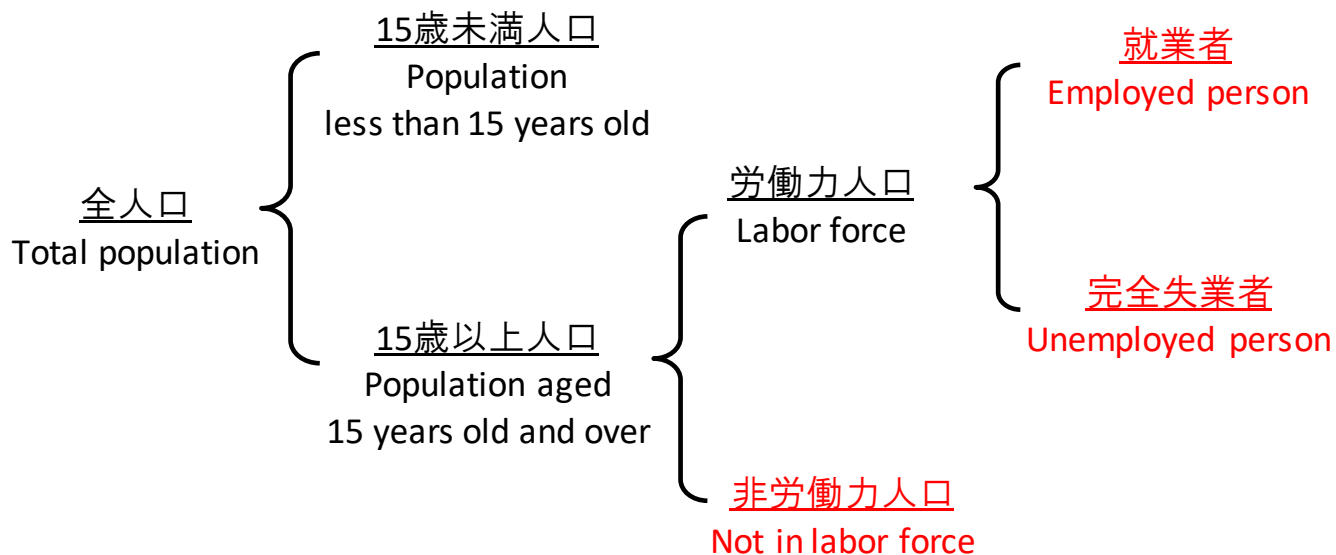 全人口
Total population
15歳未満人口
Population
less than 15 years old
15歳以上人口
Population aged
15 years old and over
労働力人口
Labor force
非労働力人口
Not in labor force
就業者
Employed person
完全失業者
Unemployed person